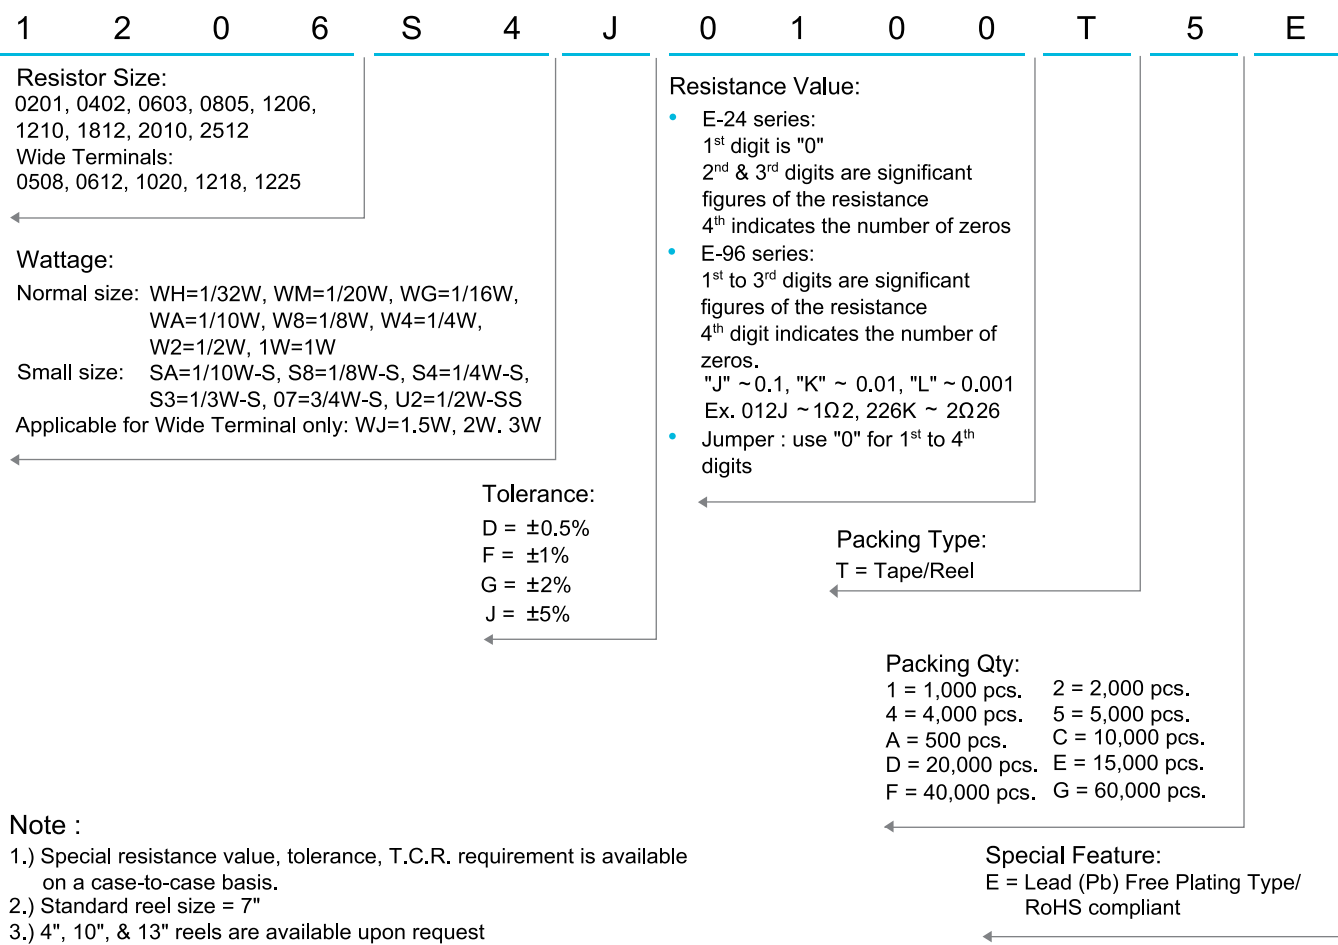 1 2 0 6 S 4 J 0 1 0 0 T 5 E
Resistor Size:
0201, 0402, 0603, 0805, 1206,
1210, 1812, 2010, 2512
Wide Terminals:
0508, 0612, 1020, 1218, 1225
Wattage:
Normal size: WH=1/32W, WM=1/20W, WG=1/16W,
WA=1/10W, W8=1/8W, W4=1/4W,
W2=1/2W, 1W=1W
Small size: SA=1/10W-S, S8=1/8W-S, S4=1/4W-S,
S3=1/3W-S, 07=3/4W-S, U2=1/2W-SS
Applicable for Wide Terminal only: WJ=1.5W, 2W. 3W
Tolerance:
D = ±0.5%
F = ±1%
G = ±2%
J = ±5%
Resistance Value:
• E-24 series:
1st digit is "0"
2nd & 3rd digits are significant
figures of the resistance
4th indicates the number of zeros
• E-96 series:
1st to 3rd digits are significant
figures of the resistance
4th digit indicates the number of
zeros.
"J" ~ 0.1, "K" ~ 0.01, "L" ~ 0.001
Ex. 012J ~ 1Ω2, 226K ~ 2Ω26
• Jumper : use "0" for 1st to 4th
digits
Packing Type:
T = Tape/Reel
Packing Qty:
1 = 1,000 pcs. 2 = 2,000 pcs.
4 = 4,000 pcs. 5 = 5,000 pcs.
A = 500 pcs. C = 10,000 pcs.
D = 20,000 pcs. E = 15,000 pcs.
F = 40,000 pcs. G = 60,000 pcs.
Special Feature:
E = Lead (Pb) Free Plating Type/
RoHS compliant
Note :
1.) Special resistance value, tolerance, T.C.R. requirement is available
on a case-to-case basis.
2.) Standard reel size = 7"
3.) 4", 10", & 13" reels are available upon request